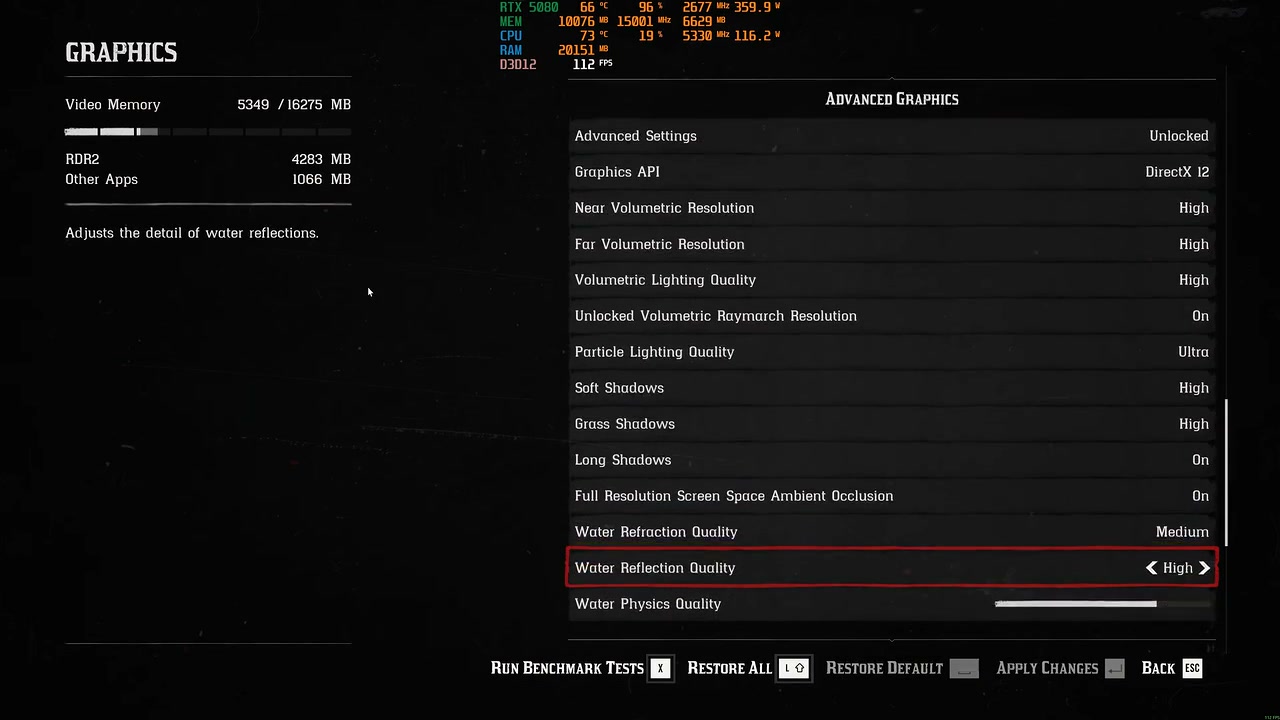 RTX 5080 66 °C 96 % 2677 MHz 359.9 W
MEM 10076 MB 15001 MHz 6629 MB
CPU 73 °C 19 % 5330 MHz 116.2 W
RAM 20151 MB
D3D12 112 FPS
GRAPHICS
Video Memory 5349 / 16275 MB
RDR2 4283 MB
Other Apps 1066 MB
Adjusts the detail of water reflections.
Advanced Graphics
Advanced Settings Unlocked
Graphics API DirectX 12
Near Volumetric Resolution High
Far Volumetric Resolution High
Volumetric Lighting Quality High
Unlocked Volumetric Raymarch Resolution On
Particle Lighting Quality Ultra
Soft Shadows High
Grass Shadows High
Long Shadows On
Full Resolution Screen Space Ambient Occlusion On
Water Refraction Quality Medium
Water Reflection Quality High
Water Physics Quality
Run Benchmark Tests X Restore All L Restore Default Apply Changes Back ESC